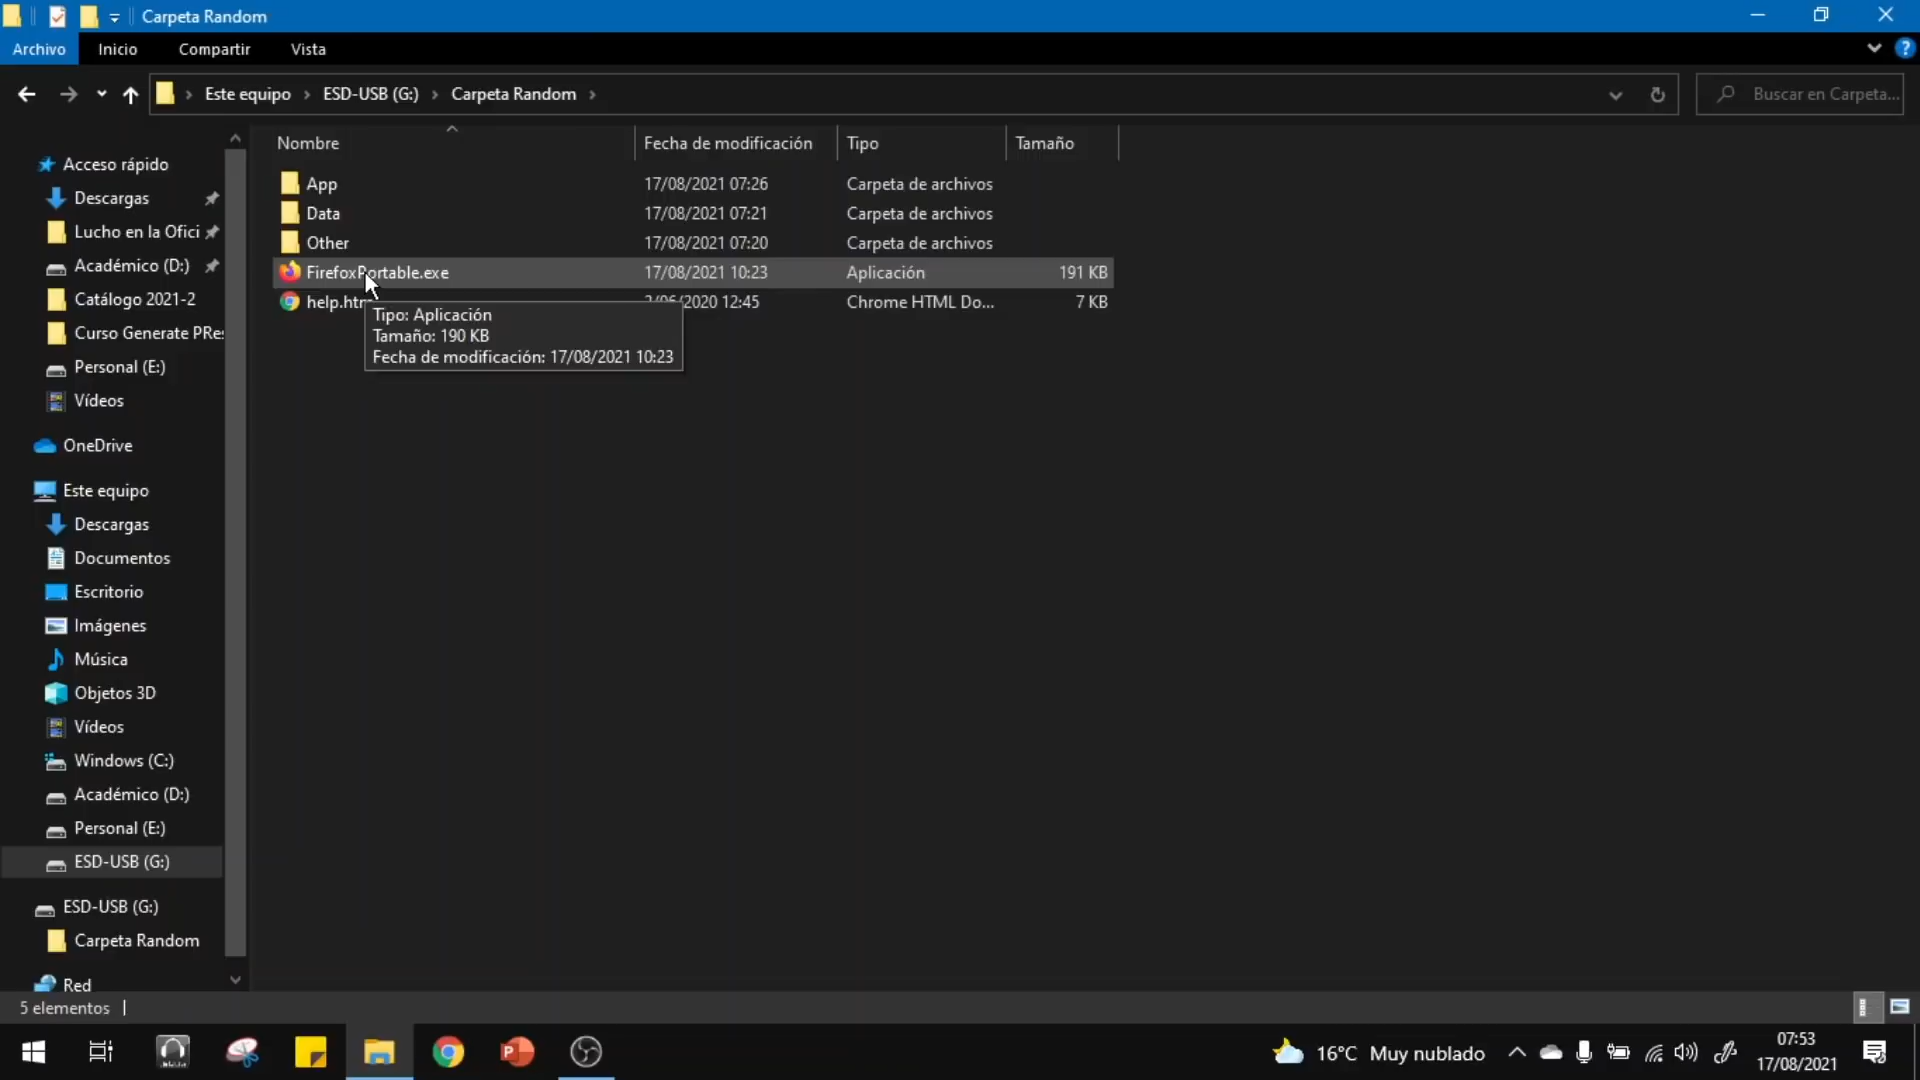 Carpeta Random
Archivo Inicio Compartir Vista
Este equipo ESD-USB (G:) Carpeta Random
Buscar en Carpeta...
Nombre Fecha de modificación Tipo Tamaño
App 17/08/2021 07:26 Carpeta de archivos
Data 17/08/2021 07:21 Carpeta de archivos
Other 17/08/2021 07:20 Carpeta de archivos
FirefoxPortable.exe 17/08/2021 10:23 Aplicación 191 KB
help.htm 2/06/2020 12:45 Chrome HTML Do... 7 KB
Tipo: Aplicación
Tamaño: 190 KB
Fecha de modificación: 17/08/2021 10:23
Acceso rápido
Descargas
Lucho en la Ofici
Académico (D:)
Catálogo 2021-2
Curso Generate PRes
Personal (E:)
Vídeos
OneDrive
Este equipo
Descargas
Documentos
Escritorio
Imágenes
Música
Objetos 3D
Vídeos
Windows (C:)
Académico (D:)
Personal (E:)
ESD-USB (G:)
ESD-USB (G:)
Carpeta Random
Red
5 elementos
16°C Muy nublado
07:53
17/08/2021